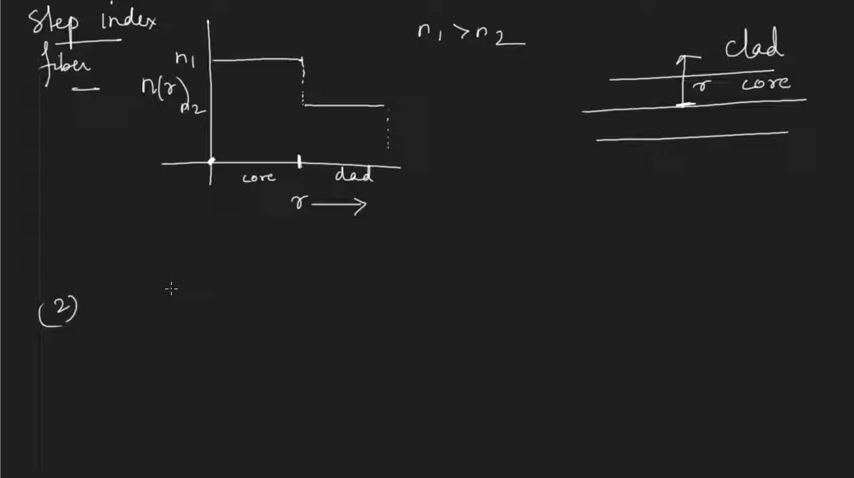 Step index
fiber
n1 > n2
n1
n(r)
n2
core clad
r
clad
r core
(2)